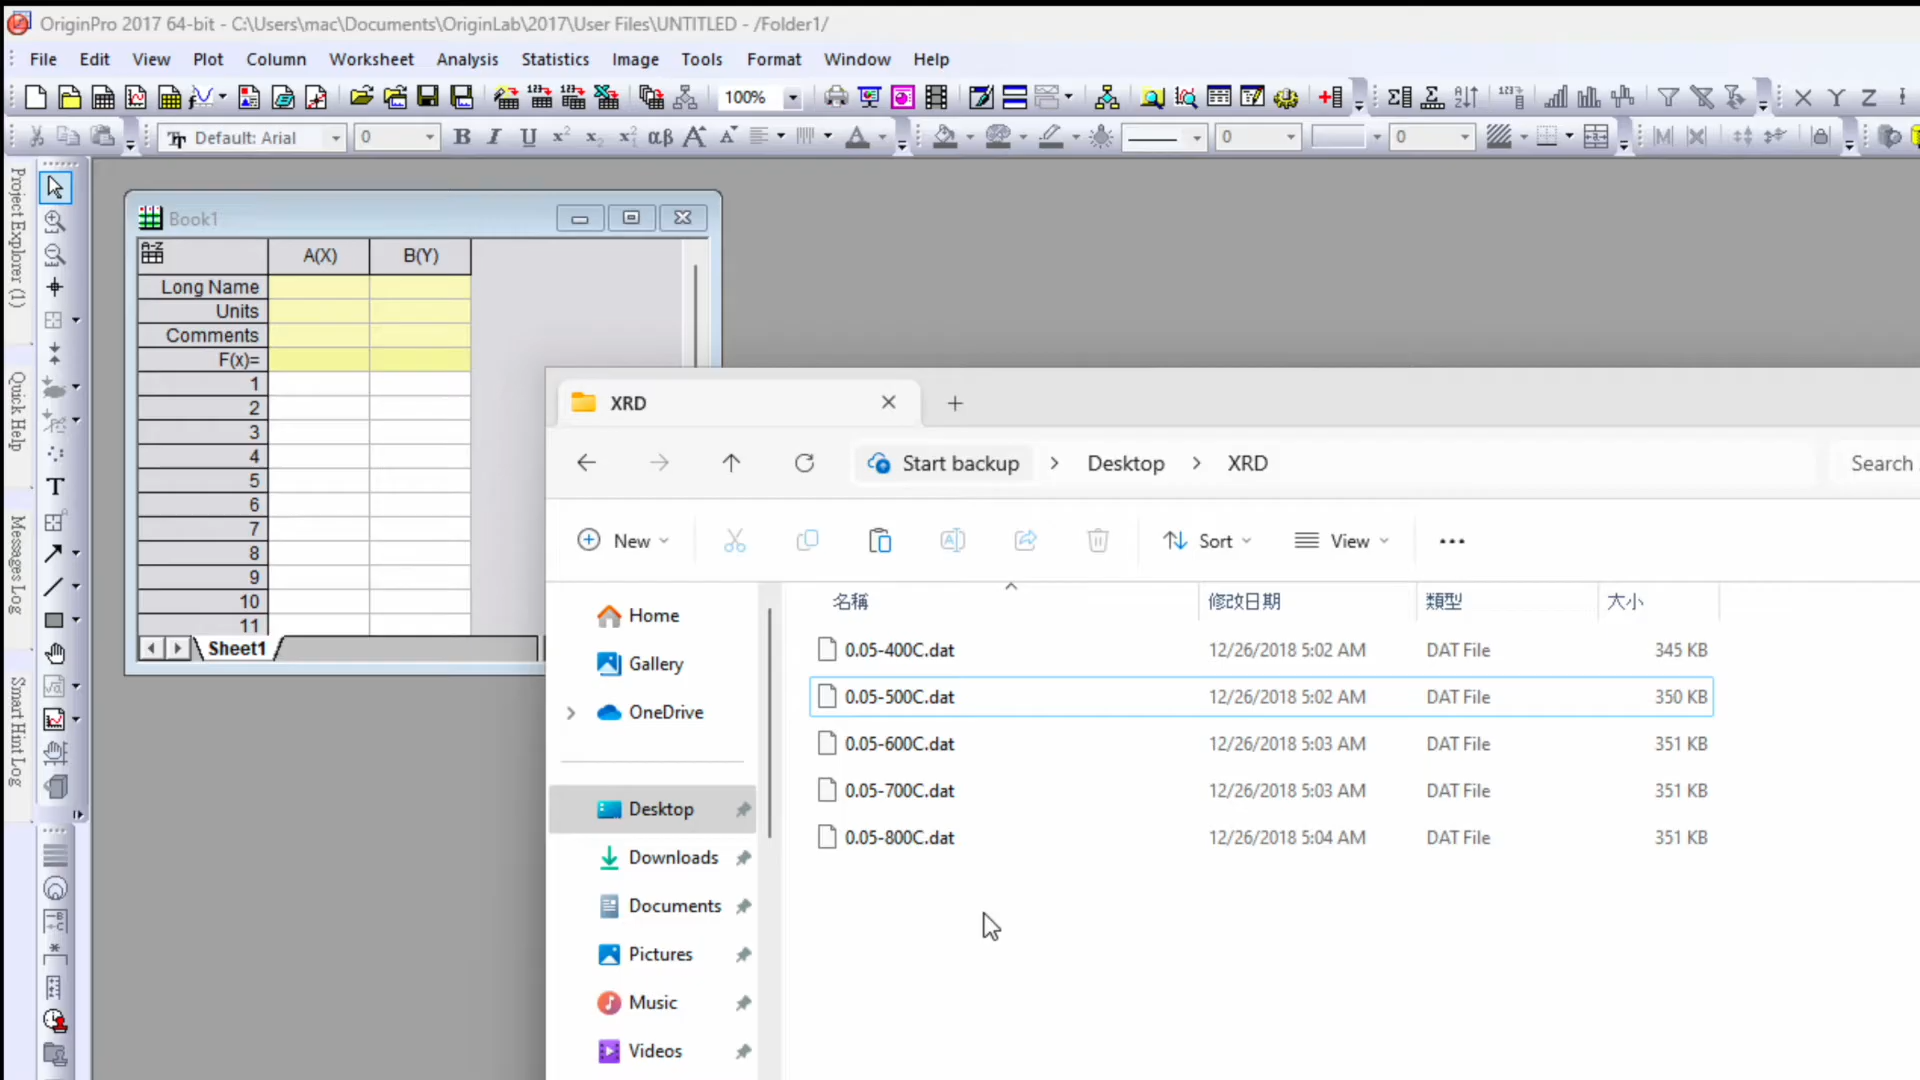 OriginPro 2017 64-bit - C:\Users\mac\Documents\OriginLab\2017\User Files\UNTITLED - /Folder1/
File Edit View Plot Column Worksheet Analysis Statistics Image Tools Format Window Help
100%
Default: Arial 0 B I U αβ A 0 0
Project Explorer (1)
Quick Help
Messages Log
Smart Hint Log
Book1
A(X) B(Y)
Long Name
Units
Comments
F(x)=
1
2
3
4
5
6
7
8
9
10
11
Sheet1
XRD
Start backup > Desktop > XRD Search
New Sort View
Home
Gallery
OneDrive
Desktop
Downloads
Documents
Pictures
Music
Videos
名稱 修改日期 類型 大小
0.05-400C.dat 12/26/2018 5:02 AM DAT File 345 KB
0.05-500C.dat 12/26/2018 5:02 AM DAT File 350 KB
0.05-600C.dat 12/26/2018 5:03 AM DAT File 351 KB
0.05-700C.dat 12/26/2018 5:03 AM DAT File 351 KB
0.05-800C.dat 12/26/2018 5:04 AM DAT File 351 KB